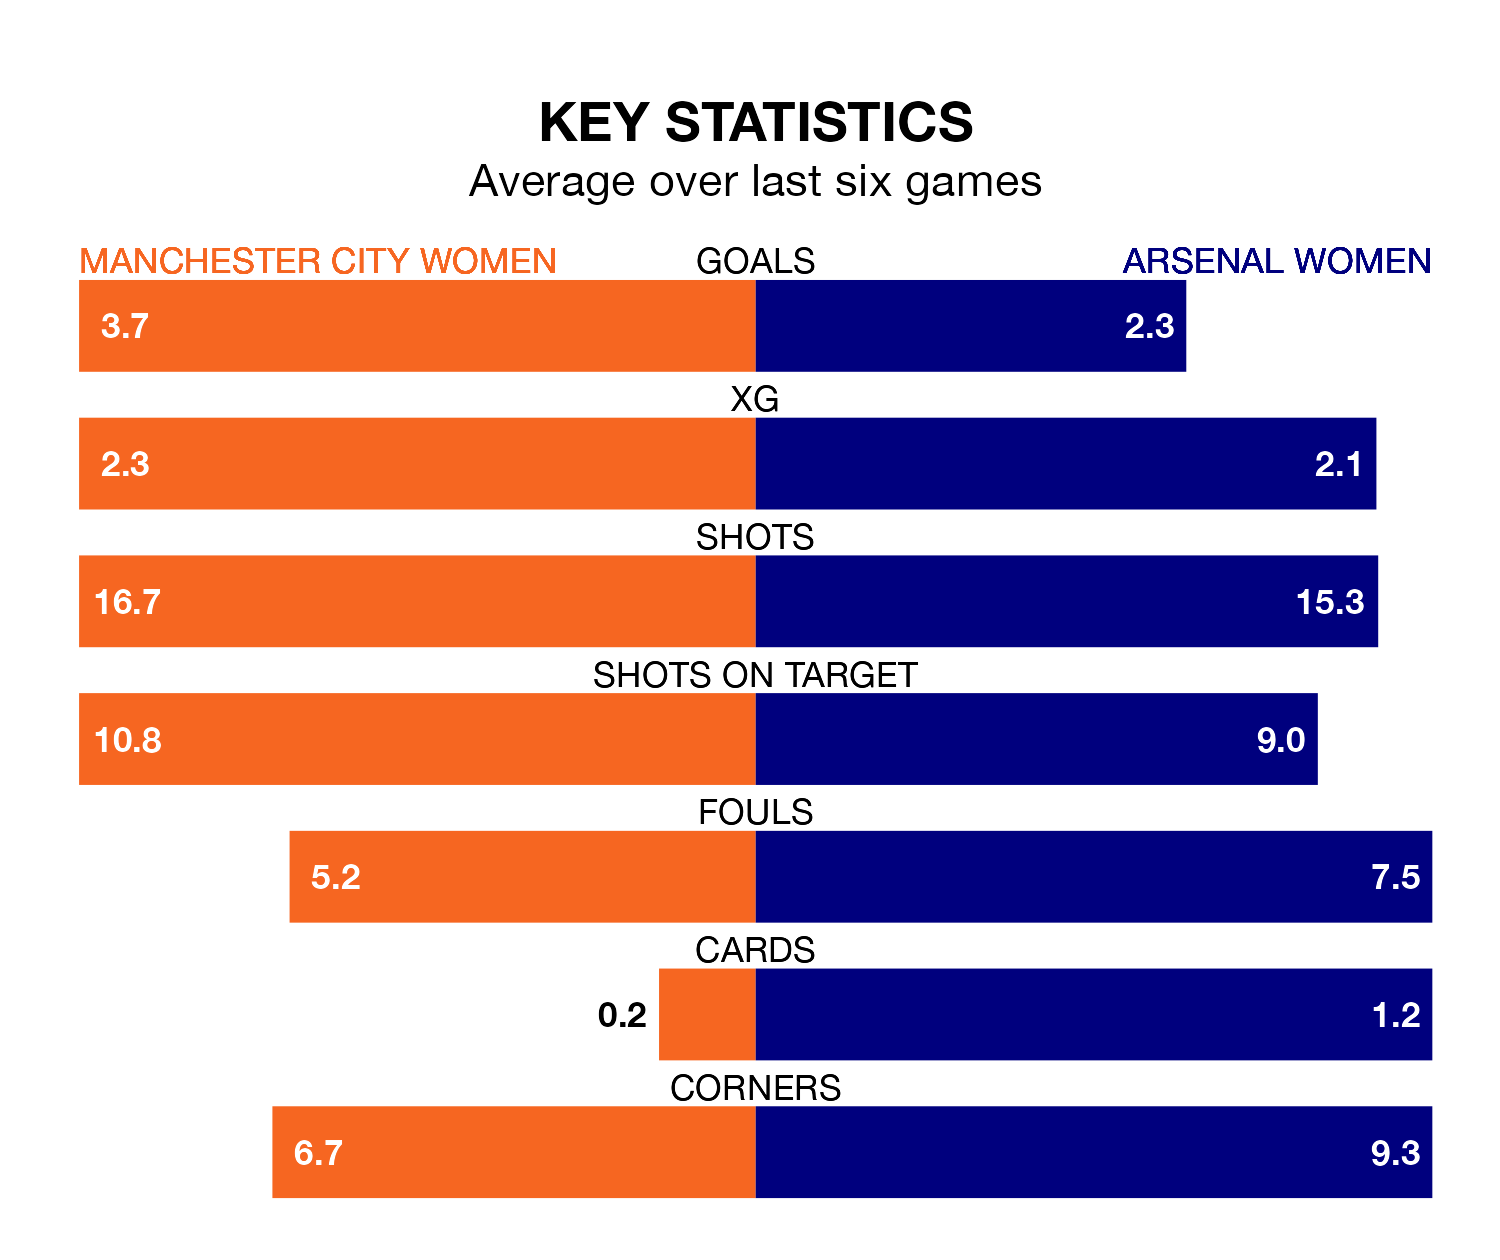 KEY STATISTICS
Average over last six games
MANCHESTER CITY WOMEN GOALS ARSENAL WOMEN
3.7 2.3
XG
2.3 2.1
SHOTS
16.7 15.3
SHOTS ON TARGET
10.8 9.0
FOULS
5.2 7.5
CARDS
0.2 1.2
CORNERS
6.7 9.3